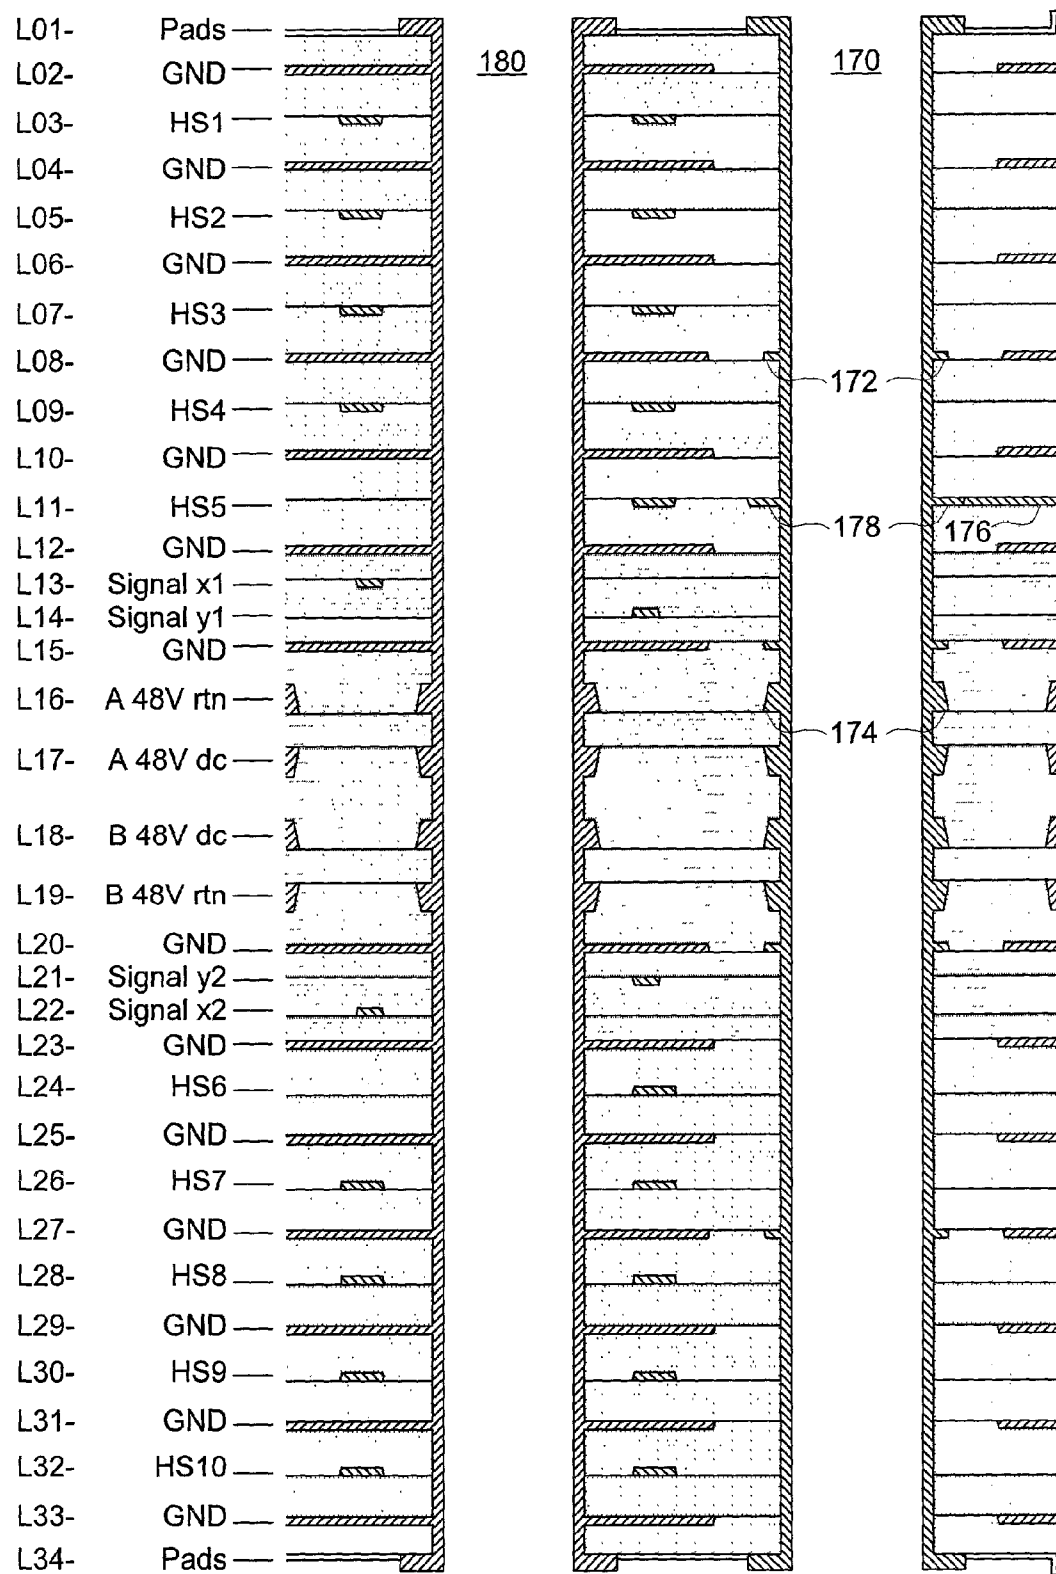 L01- Pads
180
170
L02- GND
L03- HS1
L04- GND
L05- HS2
L06- GND
L07- HS3
L08- GND
172
L09- HS4
L10- GND
L11- HS5
178
176
L12- GND
L13- Signal x1
L14- Signal y1
L15- GND
L16- A 48V rtn
174
L17- A 48V dc
L18- B 48V dc
L19- B 48V rtn
L20- GND
L21- Signal y2
L22- Signal x2
L23- GND
L24- HS6
L25- GND
L26- HS7
L27- GND
L28- HS8
L29- GND
L30- HS9
L31- GND
L32- HS10
L33- GND
L34- Pads